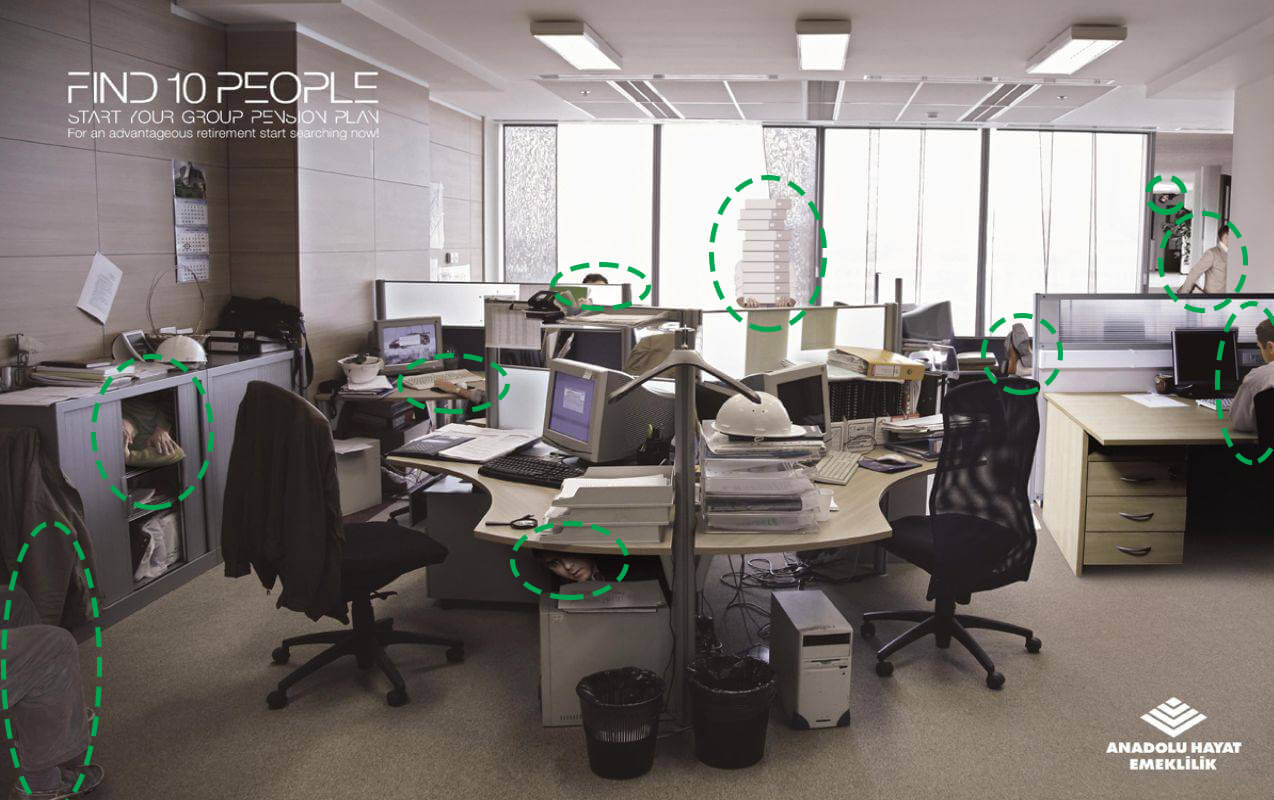 FIND 10 PEOPLE
START YOUR GROUP PENSION PLAN
For an advantageous retirement start searching now!
ANADOLU HAYAT
EMEKLİLİK